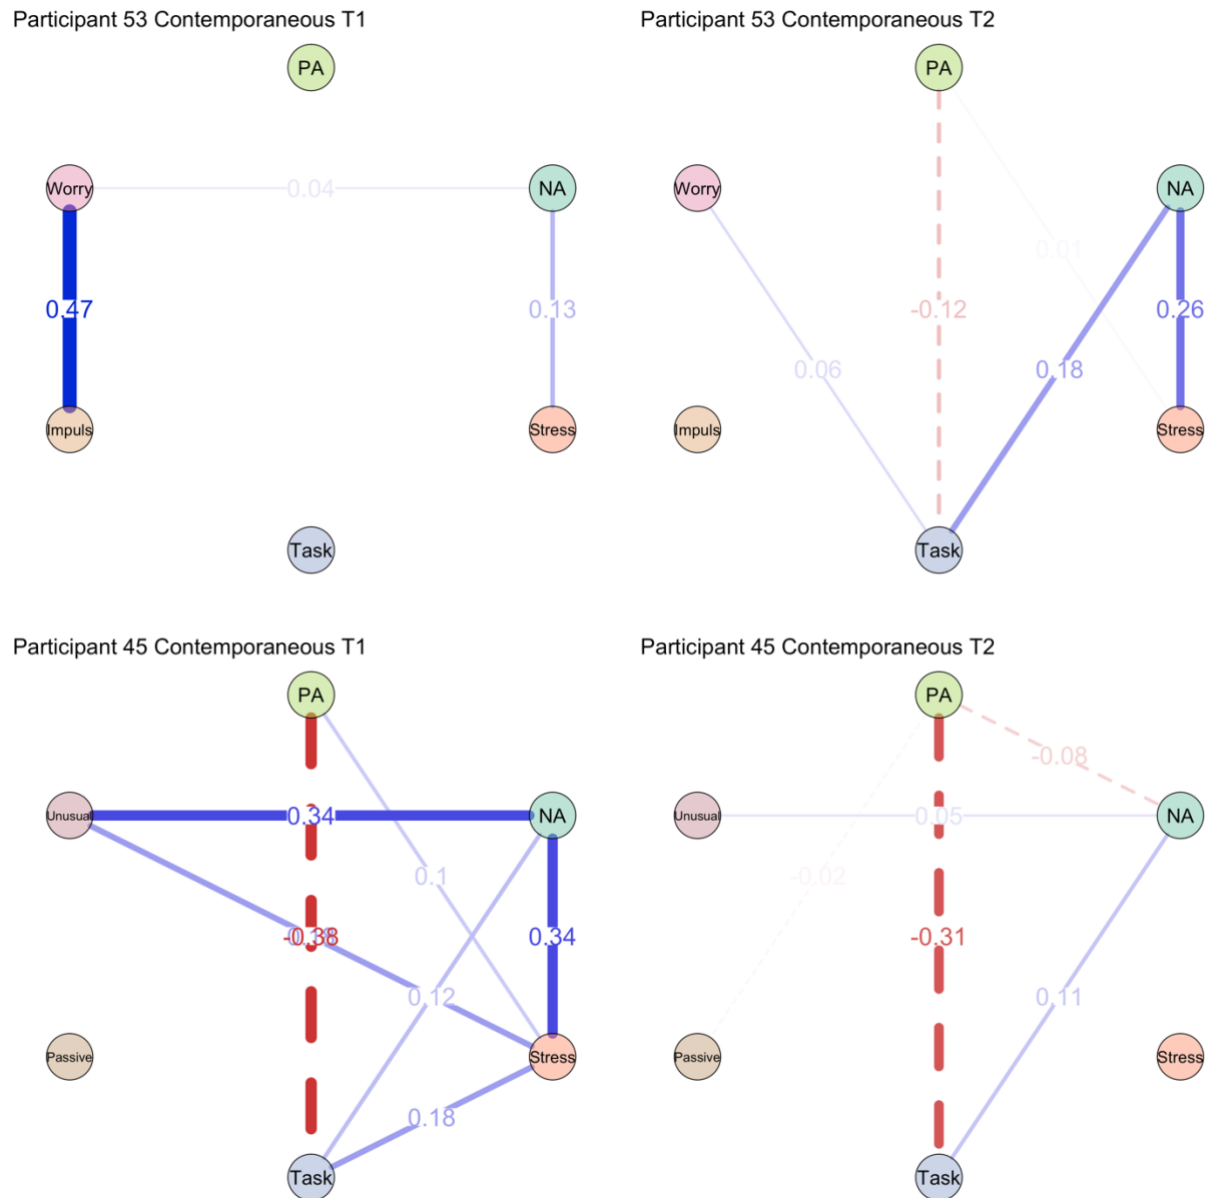 Participant 53 Contemporaneous T1
PA
Worry
0.04
NA
0.47
0.13
Impuls
Stress
Task
Participant 53 Contemporaneous T2
PA
Worry
NA
0.01
-0.12
0.26
0.06
0.18
Impuls
Stress
Task
Participant 45 Contemporaneous T1
PA
Unusual
0.34
NA
0.1
-0.38
0.34
0.12
Passive
Stress
0.18
Task
Participant 45 Contemporaneous T2
PA
-0.08
Unusual
0.05
NA
-0.02
-0.31
0.11
Passive
Stress
Task